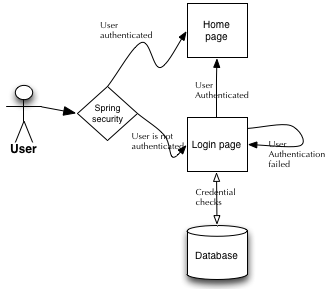 User
authenticated
Home
page
User
Authenticated
Spring
security
User is not
authenticated
Login page
User
Authentication
failed
User
Credential
checks
Database